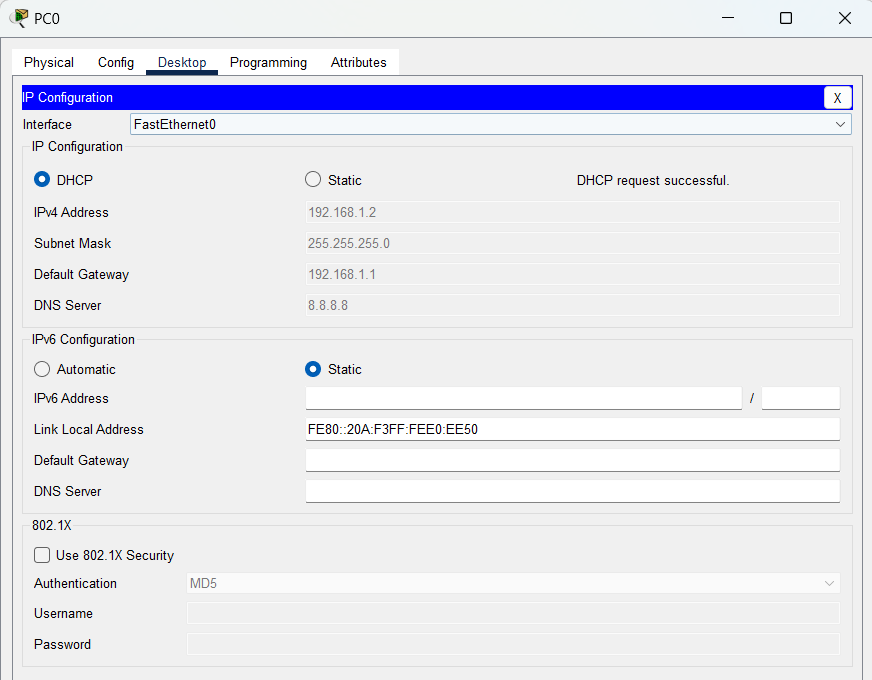 PC0
Physical Config Desktop Programming Attributes
IP Configuration X
Interface FastEthernet0
IP Configuration
DHCP Static DHCP request successful.
IPv4 Address 192.168.1.2
Subnet Mask 255.255.255.0
Default Gateway 192.168.1.1
DNS Server 8.8.8.8
IPv6 Configuration
Automatic Static
IPv6 Address /
Link Local Address FE80::20A:F3FF:FEE0:EE50
Default Gateway
DNS Server
802.1X
Use 802.1X Security
Authentication MD5
Username
Password